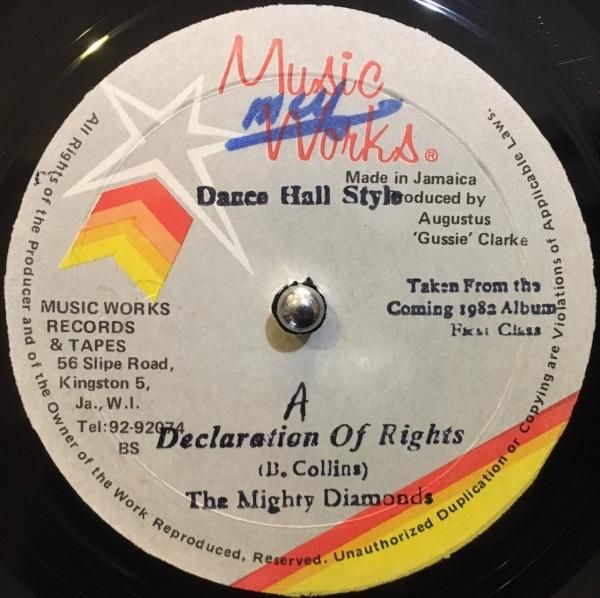 Music
Works®
Made in Jamaica
Dance Hall Style
Produced by
Augustus
'Gussie' Clarke
Taken From the
Coming 1982 Album
First Class
MUSIC WORKS
RECORDS
& TAPES
56 Slipe Road,
Kingston 5,
Ja., W.I.
Tel:92-92074
BS
A
Declaration Of Rights
(B. Collins)
The Mighty Diamonds
All Rights of the Producer and of the Owner of the Work Reproduced, Reserved. Unauthorized Duplication or Copying are Violations of Applicable Laws.